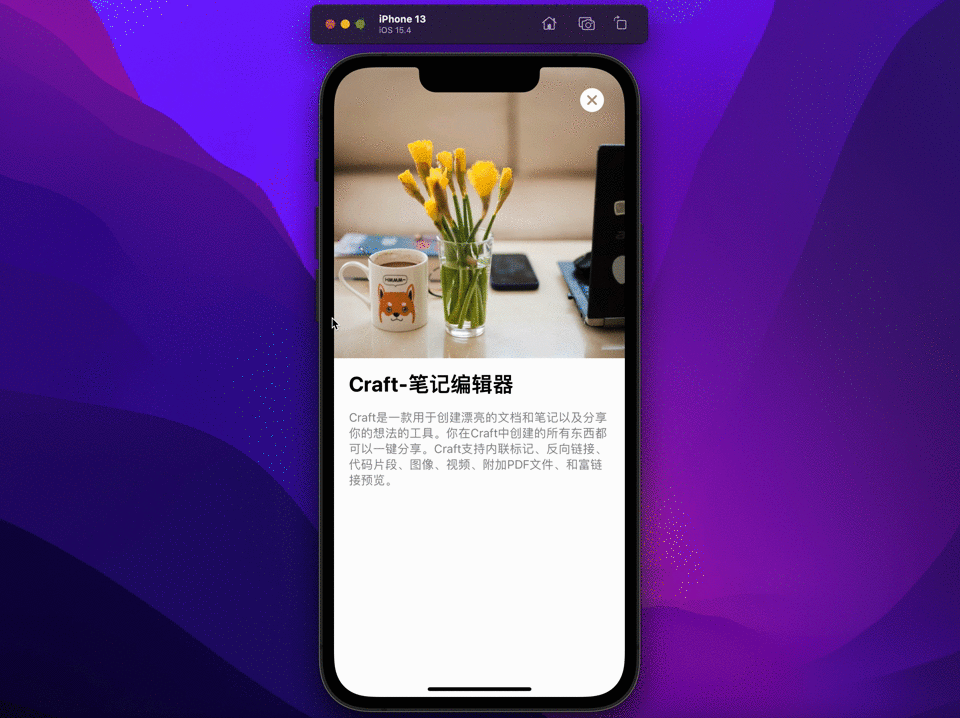 iPhone 13
iOS 15.4
Craft-笔记编辑器
Craft是一款用于创建漂亮的文档和笔记以及分享
你的想法的工具。你在Craft中创建的所有东西都
可以一键分享。Craft支持内联标记、反向链接、
代码片段、图像、视频、附加PDF文件、和富链
接预览。